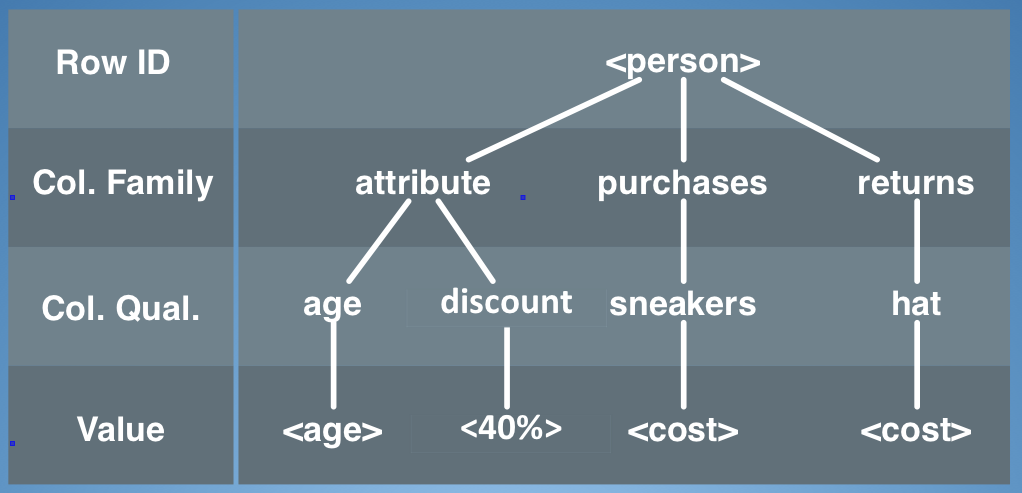 Row ID <person>
Col. Family attribute purchases returns
Col. Qual. age discount sneakers hat
Value <age> <40%> <cost> <cost>